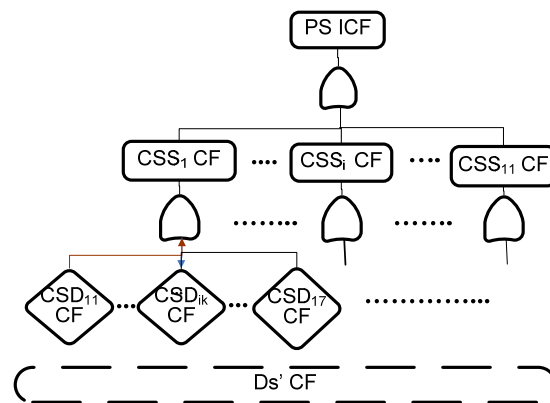 PS ICF
CSS₁ CF
CSSᵢ CF
CSS₁₁ CF
CSD₁₁ CF
CSDᵢₖ CF
CSD₁₇ CF
Ds' CF